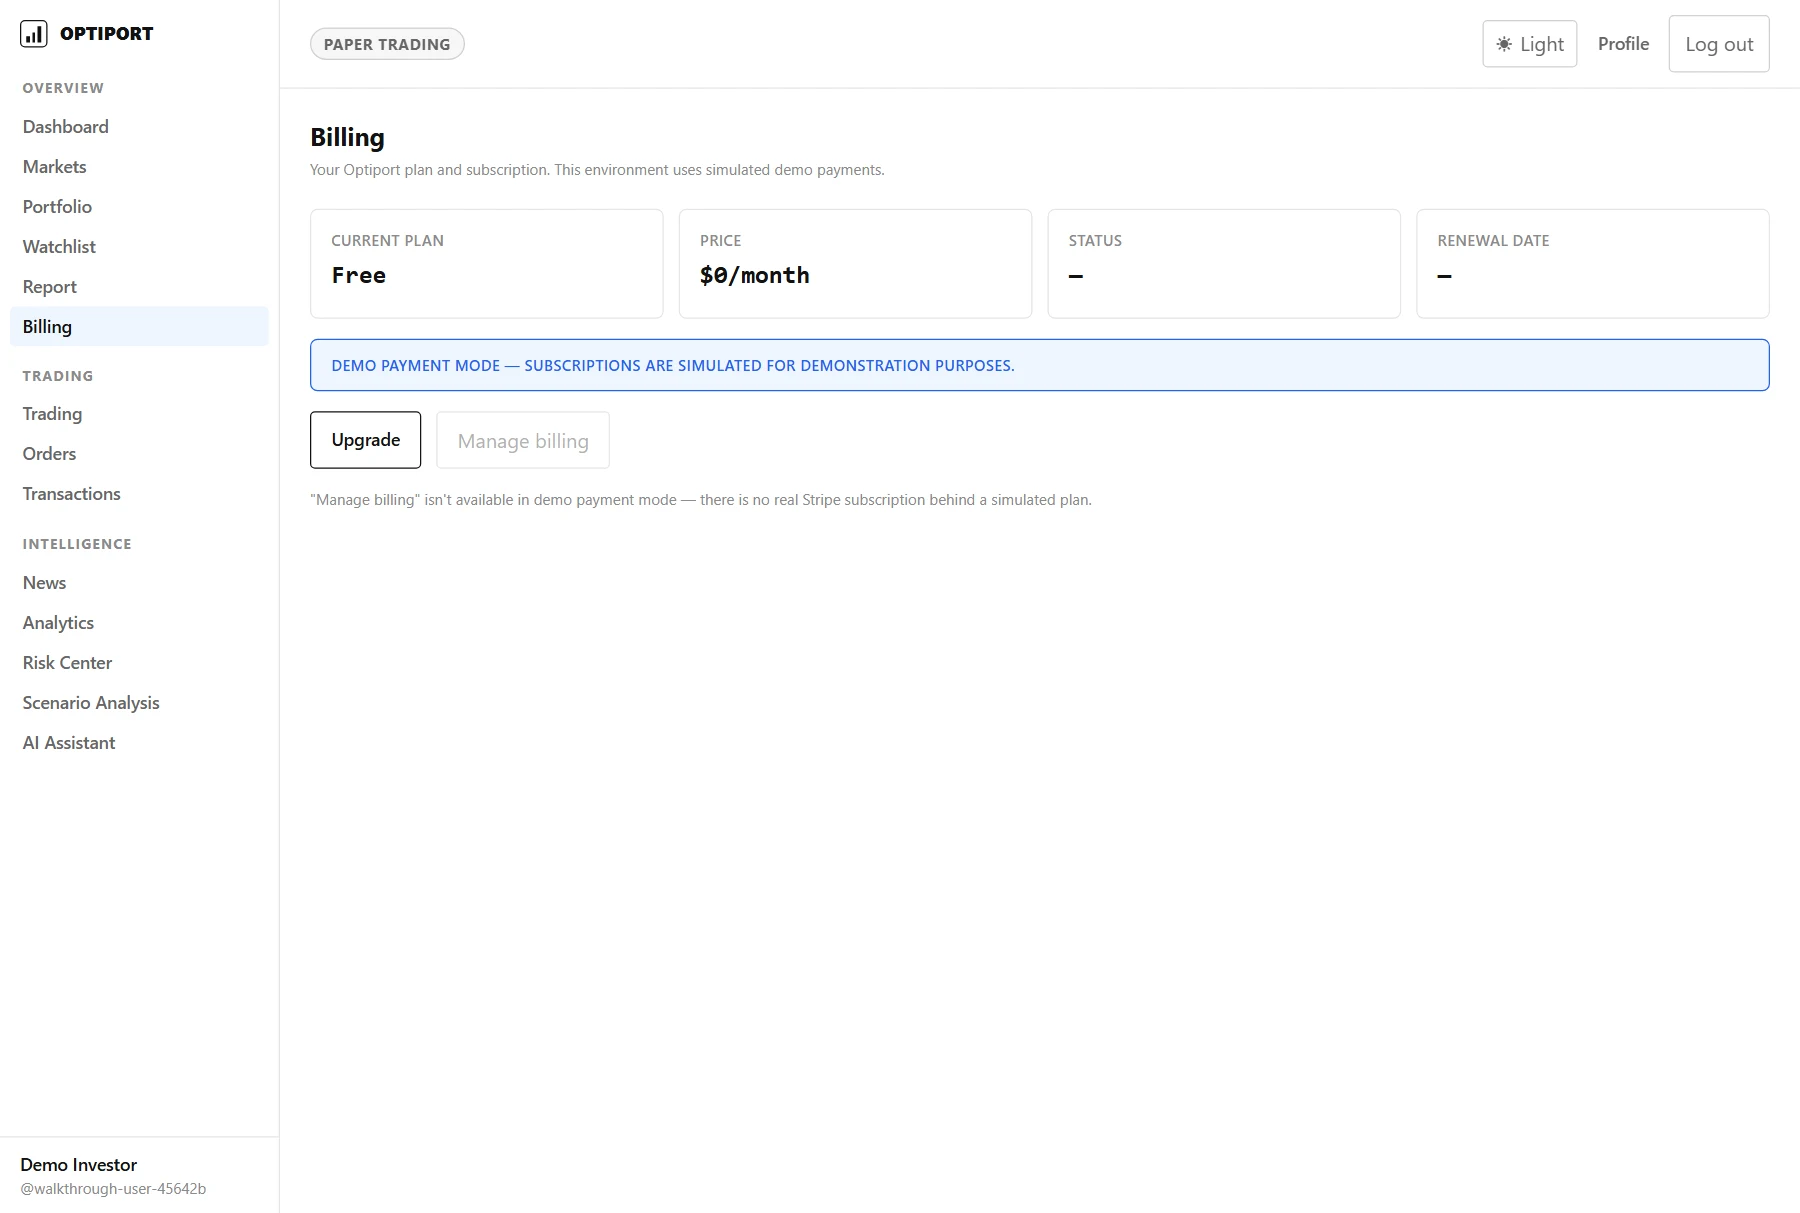 OPTIPORT
OVERVIEW
Dashboard
Markets
Portfolio
Watchlist
Report
Billing
TRADING
Trading
Orders
Transactions
INTELLIGENCE
News
Analytics
Risk Center
Scenario Analysis
AI Assistant
Demo Investor
@walkthrough-user-45642b
PAPER TRADING
☀ Light
Profile
Log out
Billing
Your Optiport plan and subscription. This environment uses simulated demo payments.
CURRENT PLAN
Free
PRICE
$0/month
STATUS
—
RENEWAL DATE
—
DEMO PAYMENT MODE — SUBSCRIPTIONS ARE SIMULATED FOR DEMONSTRATION PURPOSES.
Upgrade
Manage billing
"Manage billing" isn't available in demo payment mode — there is no real Stripe subscription behind a simulated plan.